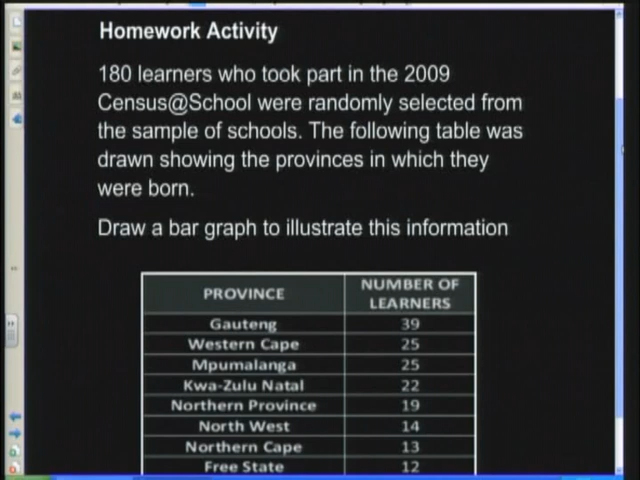 Homework Activity
180 learners who took part in the 2009
Census@School were randomly selected from
the sample of schools. The following table was
drawn showing the provinces in which they
were born.
Draw a bar graph to illustrate this information
PROVINCE NUMBER OF LEARNERS
Gauteng 39
Western Cape 25
Mpumalanga 25
Kwa-Zulu Natal 22
Northern Province 19
North West 14
Northern Cape 13
Free State 12